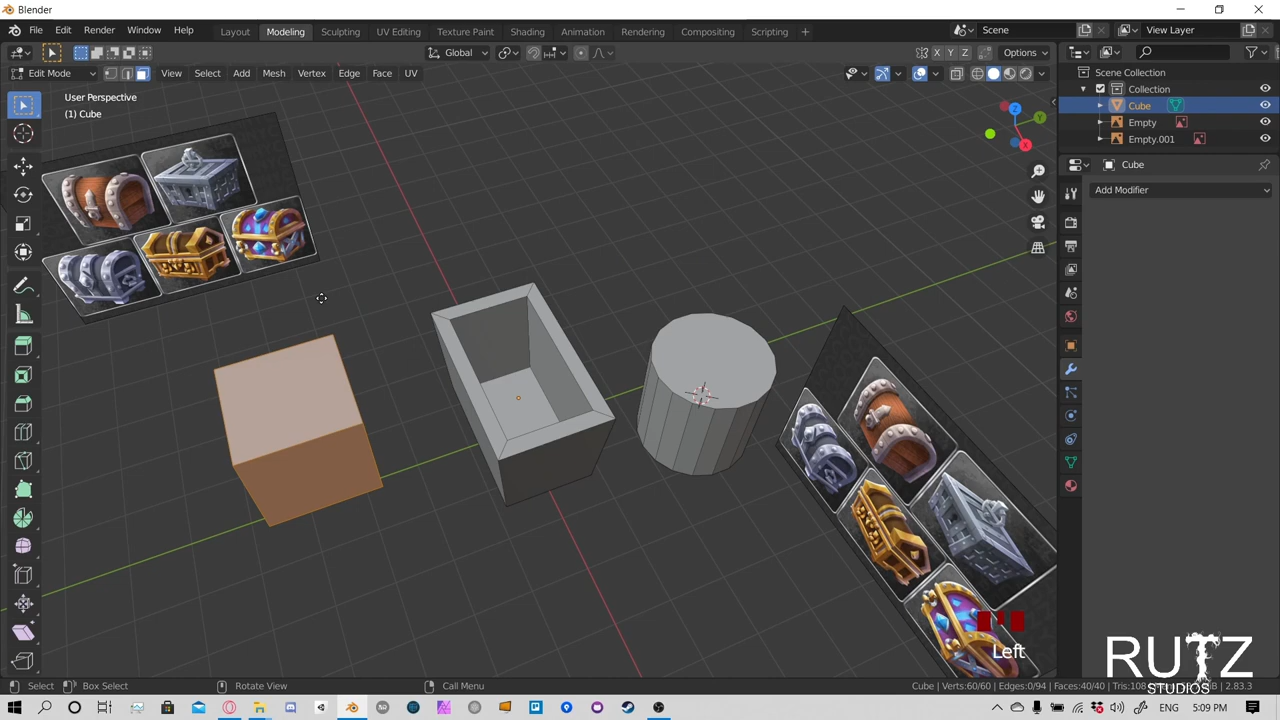 Blender
File Edit Render Window Help
Layout Modeling Sculpting UV Editing Texture Paint Shading Animation Rendering Compositing Scripting +
Scene
View Layer
Global
X Y Z
Options
Edit Mode
View Select Add Mesh Vertex Edge Face UV
User Perspective
(1) Cube
Z
Y
X
Scene Collection
Collection
Cube
Empty
Empty.001
Cube
Add Modifier
Left
RUTZ
STUDIOS
Select
Box Select
Rotate View
Call Menu
Cube | Verts:60/60 | Edges:0/94 | Faces:40/40 | Tris:108
2.83.3
ENG
5:09 PM